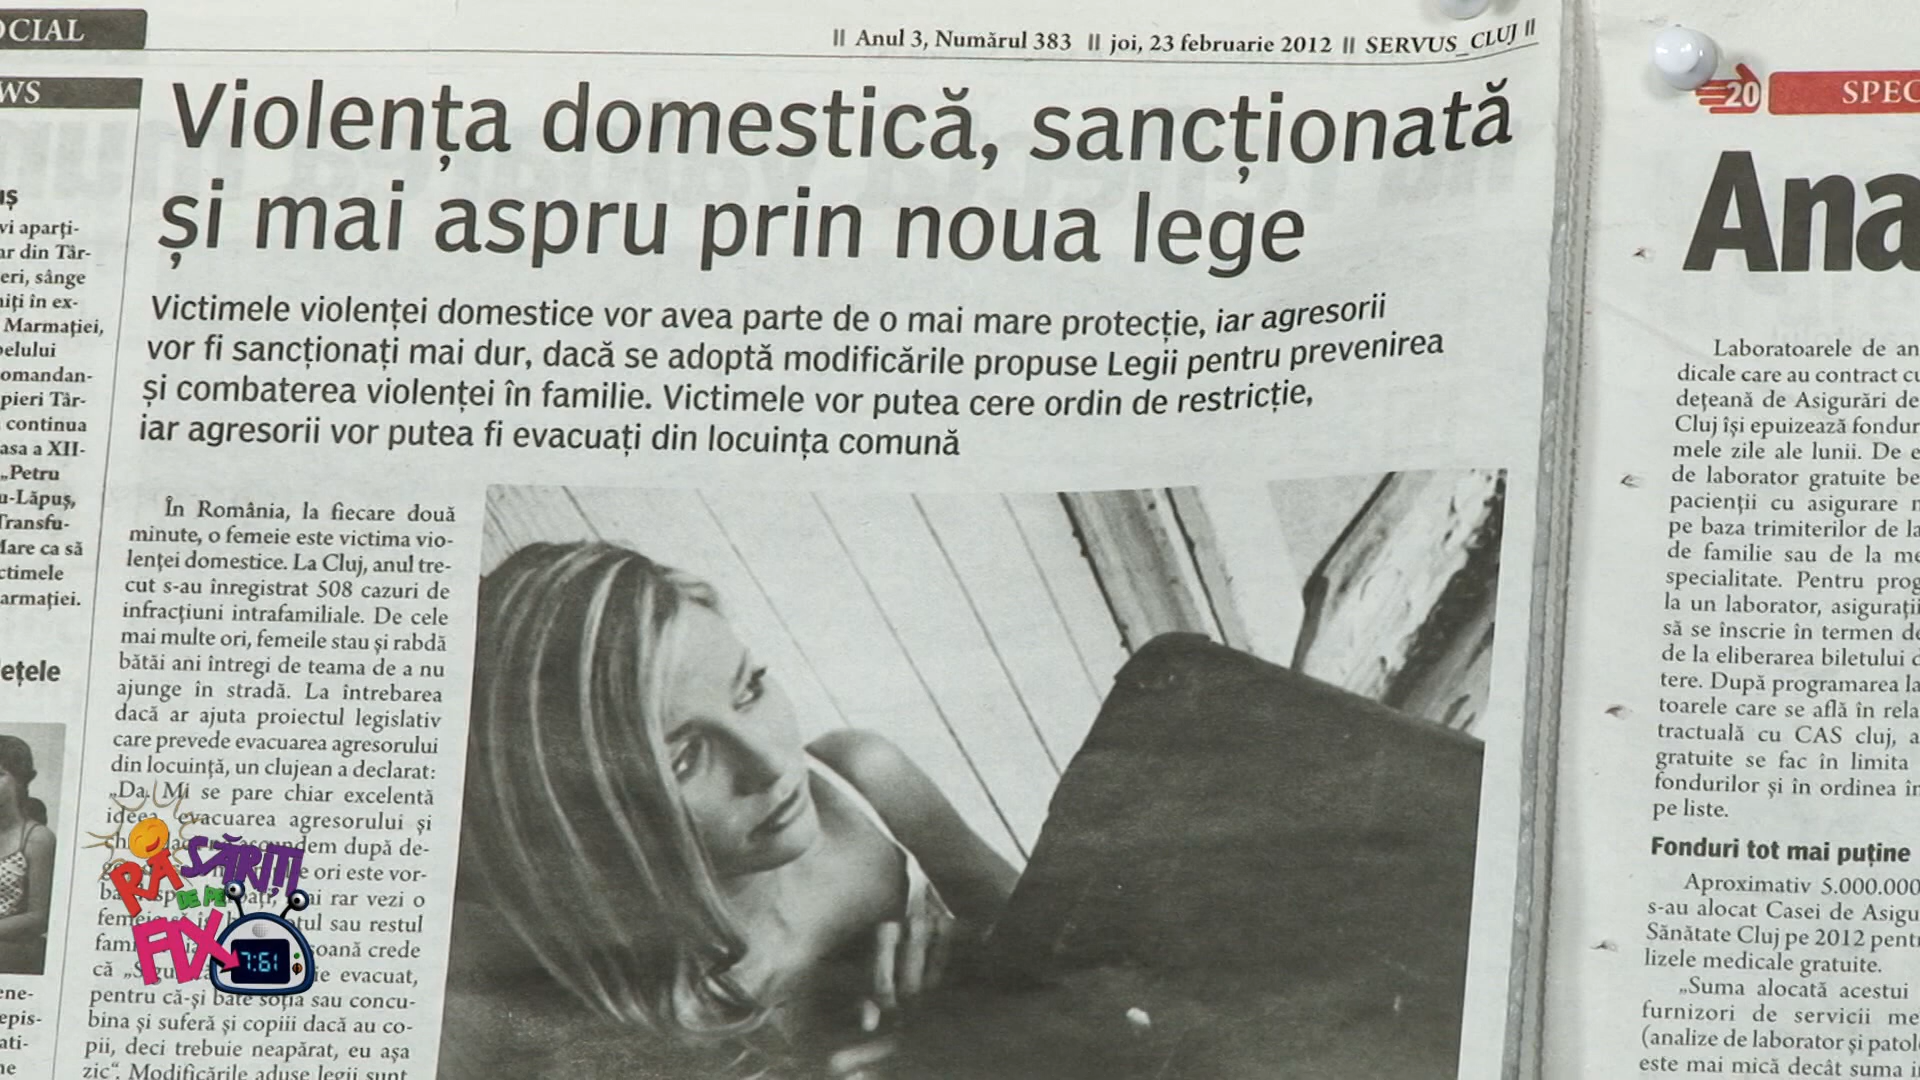 OCIAL
Anul 3, Numărul 383 || joi, 23 februarie 2012 || SERVUS_CLUJ
WS
Violența domestică, sancționată
și mai aspru prin noua lege
Victimele violenței domestice vor avea parte de o mai mare protecție, iar agresorii
vor fi sancționați mai dur, dacă se adoptă modificările propuse Legii pentru prevenirea
și combaterea violenței în familie. Victimele vor putea cere ordin de restricție,
iar agresorii vor putea fi evacuați din locuința comună
În România, la fiecare două
minute, o femeie este victima vio-
lenței domestice. La Cluj, anul tre-
cut s-au înregistrat 508 cazuri de
infracțiuni intrafamiliale. De cele
mai multe ori, femeile stau și rabdă
bătăi ani întregi de teama de a nu
ajunge în stradă. La întrebarea
dacă ar ajuta proiectul legislativ
care prevede evacuarea agresorului
din locuință, un clujean a declarat:
„Da. Mi se pare chiar excelentă
ideea, evacuarea agresorului și
după de-
ori este vor-
rar vezi o
sau restul
crede
că evacuat,
pentru că-și bate soția sau concu-
bina și suferă și copiii dacă au co-
pii, deci trebuie neapărat, eu așa
zic“. Modificările aduse legii sunt
RĂSĂRIȚI
DE PE
FIX
7:61
iș
vi aparți-
ar din Târ-
eri, sânge
niți în ex-
Marmației,
pelului
omandan-
pieri Târ-
continua
asa a XII-
„Petru
u-Lăpuș,
Transfu-
Mare ca să
ctimele
armației.
ețele
ene-
epis-
ati-
ne
20 SPEC
Ana
Laboratoarele de an
dicale care au contract cu
dețeană de Asigurări de
Cluj își epuizează fondur
mele zile ale lunii. De e
de laborator gratuite be
pacienții cu asigurare m
pe baza trimiterilor de la
de familie sau de la me
specialitate. Pentru prog
la un laborator, asigurații
să se înscrie în termen de
de la eliberarea biletului d
tere. După programarea la
toarele care se află în rela
tractuală cu CAS cluj, a
gratuite se fac în limita
fondurilor și în ordinea în
pe liste.
Fonduri tot mai puține
Aproximativ 5.000.000
s-au alocat Casei de Asigu
Sănătate Cluj pe 2012 pent
lizele medicale gratuite.
„Suma alocată acestui
furnizori de servicii me
(analize de laborator și patol
este mai mică decât suma în